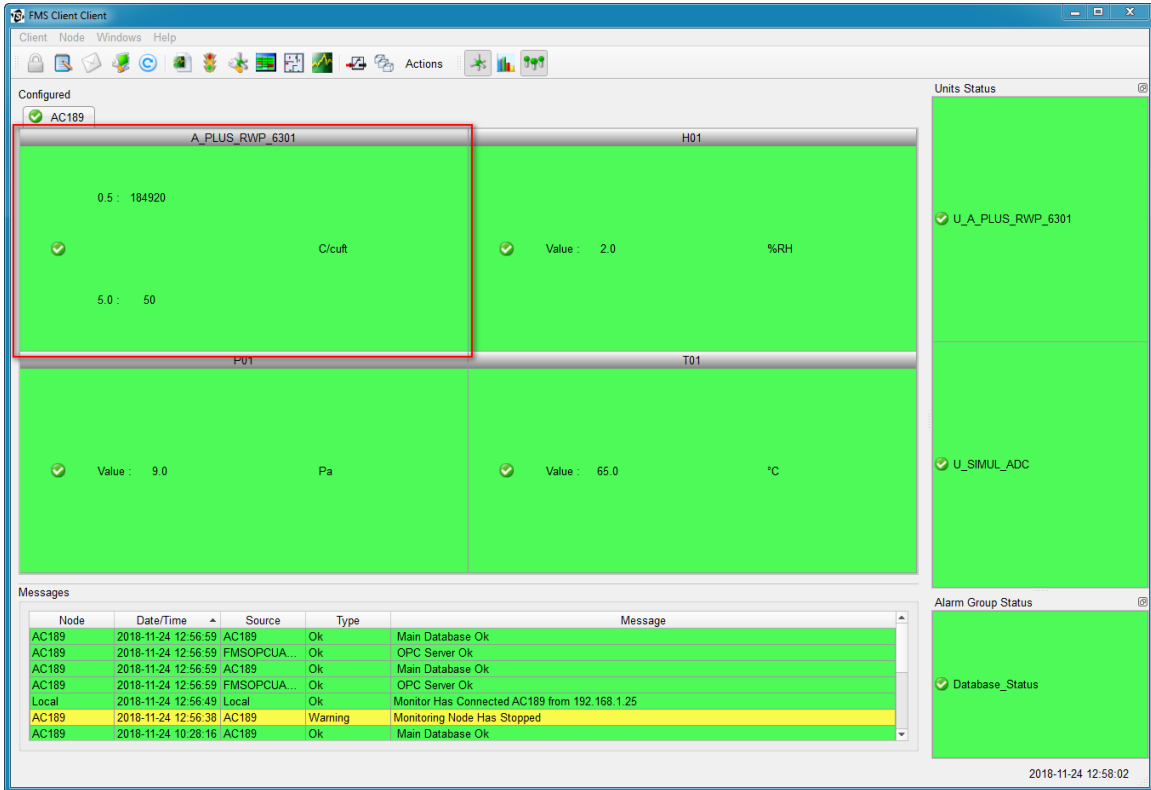 FMS Client Client
Client Node Windows Help
Actions
Configured
AC189
A_PLUS_RWP_6301
0.5 : 184920
C/cuft
5.0 : 50
H01
Value : 2.0 %RH
P01
Value : 9.0 Pa
T01
Value : 65.0 °C
Units Status
U_A_PLUS_RWP_6301
U_SIMUL_ADC
Messages
Node Date/Time Source Type Message
AC189 2018-11-24 12:56:59 AC189 Ok Main Database Ok
AC189 2018-11-24 12:56:59 FMSOPCUA... Ok OPC Server Ok
AC189 2018-11-24 12:56:59 AC189 Ok Main Database Ok
AC189 2018-11-24 12:56:59 FMSOPCUA... Ok OPC Server Ok
Local 2018-11-24 12:56:49 Local Ok Monitor Has Connected AC189 from 192.168.1.25
AC189 2018-11-24 12:56:38 AC189 Warning Monitoring Node Has Stopped
AC189 2018-11-24 10:28:16 AC189 Ok Main Database Ok
Alarm Group Status
Database_Status
2018-11-24 12:58:02